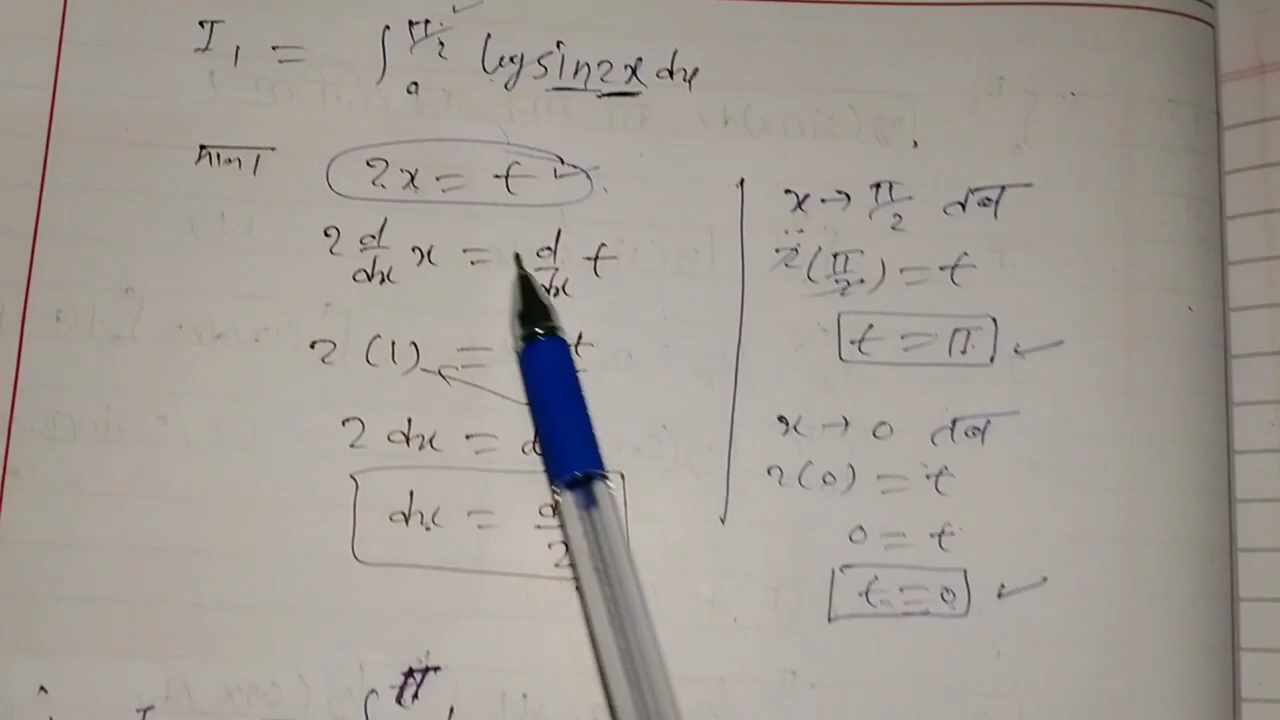 I₁ = ∫₀^(π/2) log sin2x dx
माना 2x = t
2 d/dx x = d/dx t
2 (1) = t
2 dx = d
dx = d/2
x → π/2 तब
2(π/2) = t
t = π
x → 0 तब
2(0) = t
0 = t
t = 0
I ∫ π